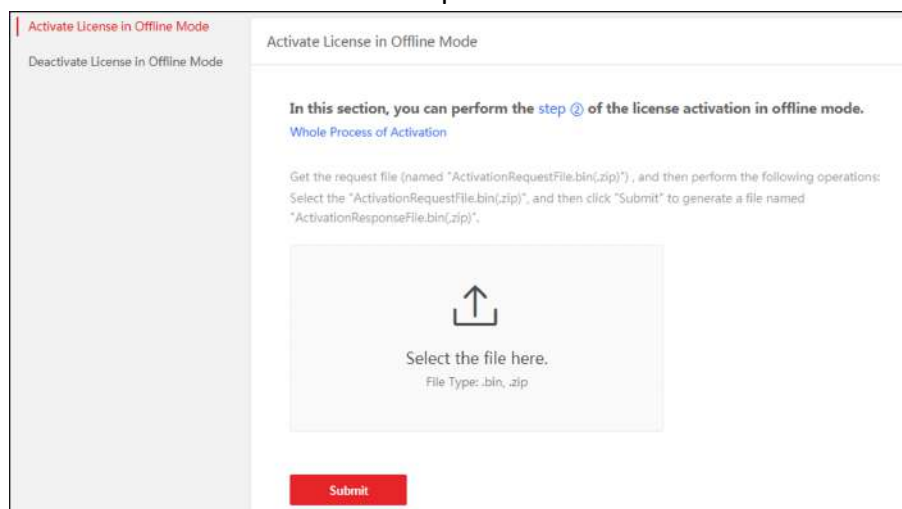 Activate License in Offline Mode
Deactivate License in Offline Mode
Activate License in Offline Mode
In this section, you can perform the step ② of the license activation in offline mode.
Whole Process of Activation
Get the request file (named "ActivationRequestFile.bin(.zip)") , and then perform the following operations:
Select the "ActivationRequestFile.bin(.zip)", and then click "Submit" to generate a file named
"ActivationResponseFile.bin(.zip)".
Select the file here.
File Type: .bin, .zip
Submit